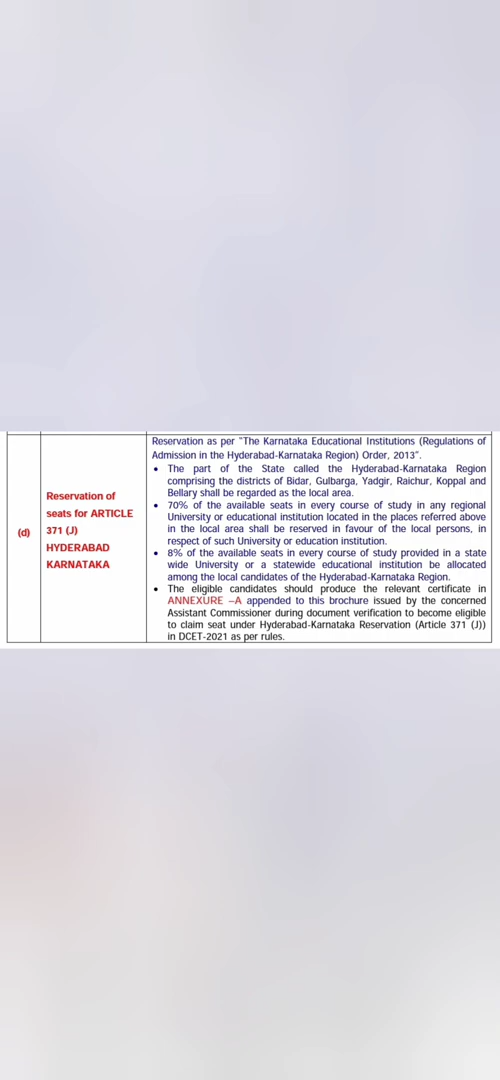 Reservation as per "The Karnataka Educational Institutions (Regulations of
Admission in the Hyderabad-Karnataka Region) Order, 2013".
(d)
Reservation of
seats for ARTICLE
371 (J)
HYDERABAD
KARNATAKA
• The part of the State called the Hyderabad-Karnataka Region
comprising the districts of Bidar, Gulbarga, Yadgir, Raichur, Koppal and
Bellary shall be regarded as the local area.
• 70% of the available seats in every course of study in any regional
University or educational institution located in the places referred above
in the local area shall be reserved in favour of the local persons, in
respect of such University or education institution.
• 8% of the available seats in every course of study provided in a state
wide University or a statewide educational institution be allocated
among the local candidates of the Hyderabad-Karnataka Region.
• The eligible candidates should produce the relevant certificate in
ANNEXURE –A appended to this brochure issued by the concerned
Assistant Commissioner during document verification to become eligible
to claim seat under Hyderabad-Karnataka Reservation (Article 371 (J))
in DCET-2021 as per rules.